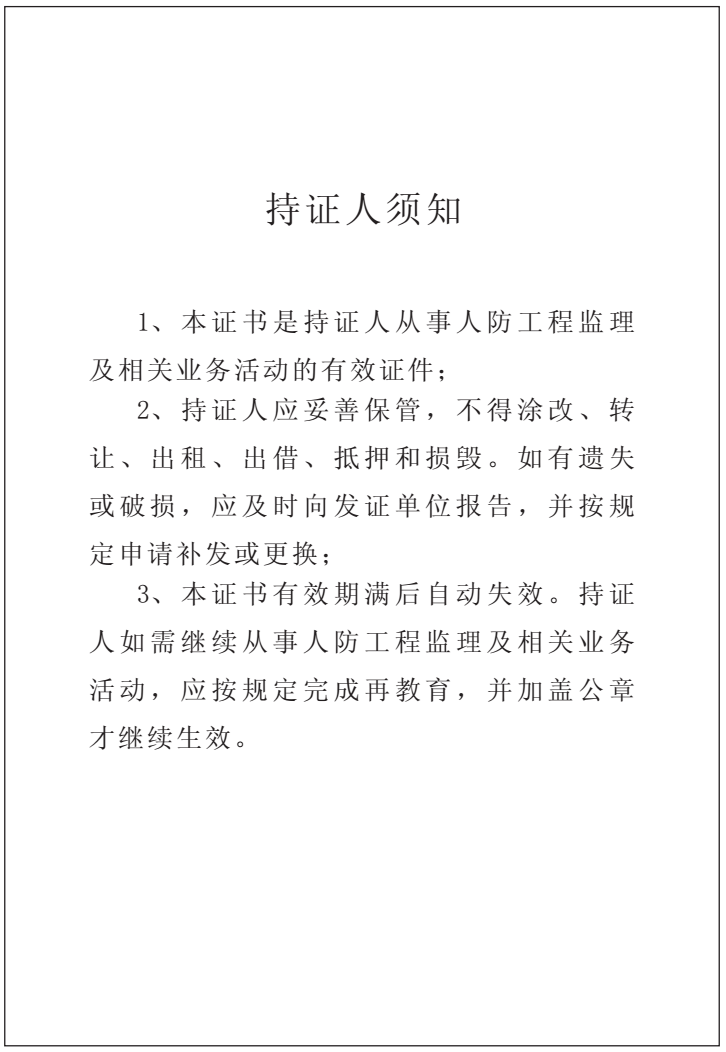 持证人须知
1、本证书是持证人从事人防工程监理
及相关业务活动的有效证件；
2、持证人应妥善保管，不得涂改、转
让、出租、出借、抵押和损毁。如有遗失
或破损，应及时向发证单位报告，并按规
定申请补发或更换；
3、本证书有效期满后自动失效。持证
人如需继续从事人防工程监理及相关业务
活动，应按规定完成再教育，并加盖公章
才继续生效。